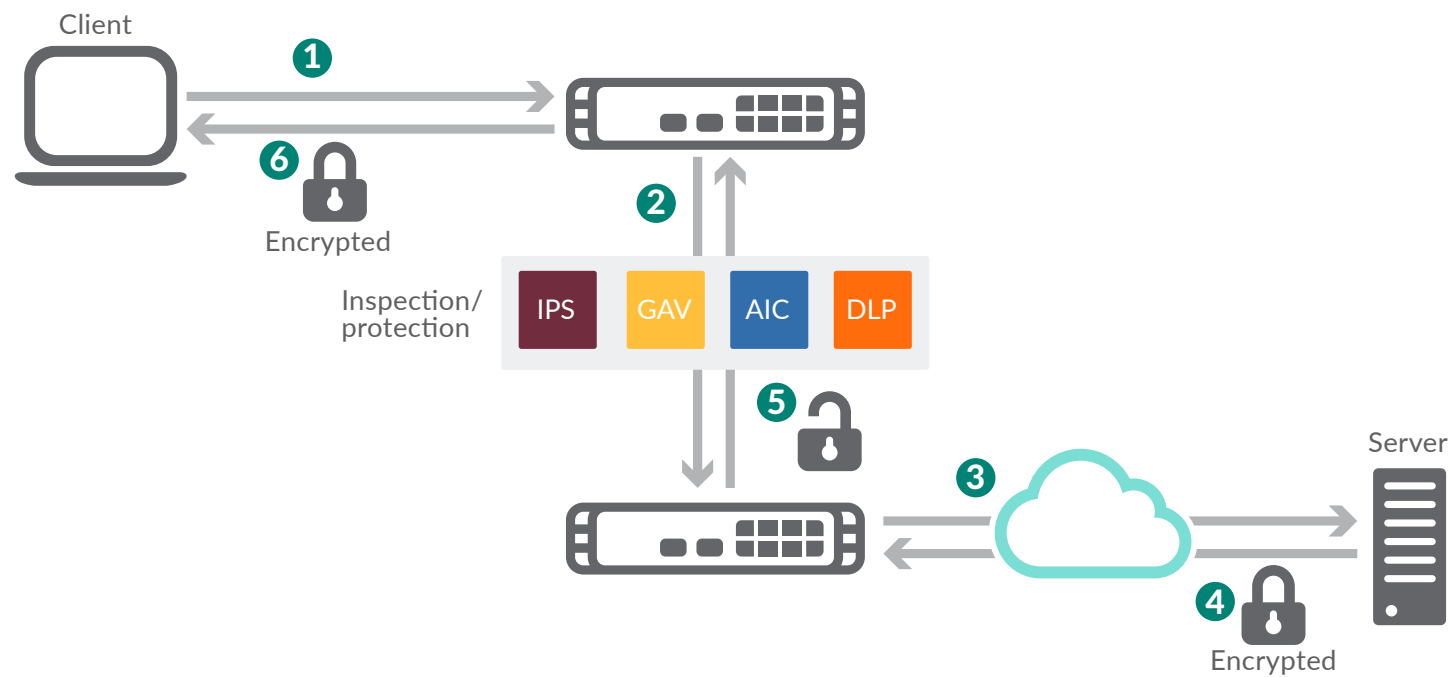 Client
1
6
Encrypted
2
Inspection/
protection
IPS
GAV
AIC
DLP
5
3
Server
4
Encrypted